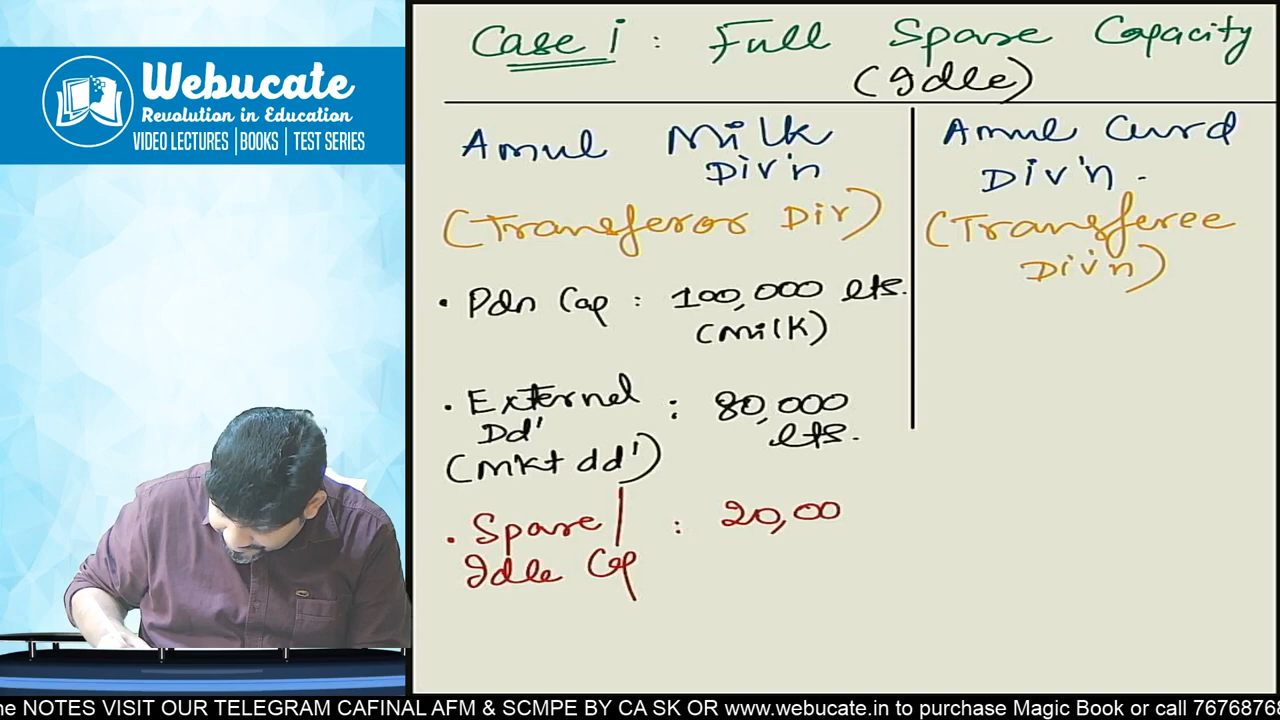 Webucate
Revolution in Education
VIDEO LECTURES | BOOKS | TEST SERIES
Case i : Full Spare Capacity
(Idle)
Amul Milk
Div'n
(Transferor Div)
• Pdn Cap : 100,000 lts.
(Milk)
• External : 80,000
Dd' lts.
(mkt dd')
• Spare/ : 20,00
Idle Cap
Amul Curd
Div'n.
(Transferee
Div'n)
he NOTES VISIT OUR TELEGRAM CAFINAL AFM & SCMPE BY CA SK OR www.webucate.in to purchase Magic Book or call 76768768